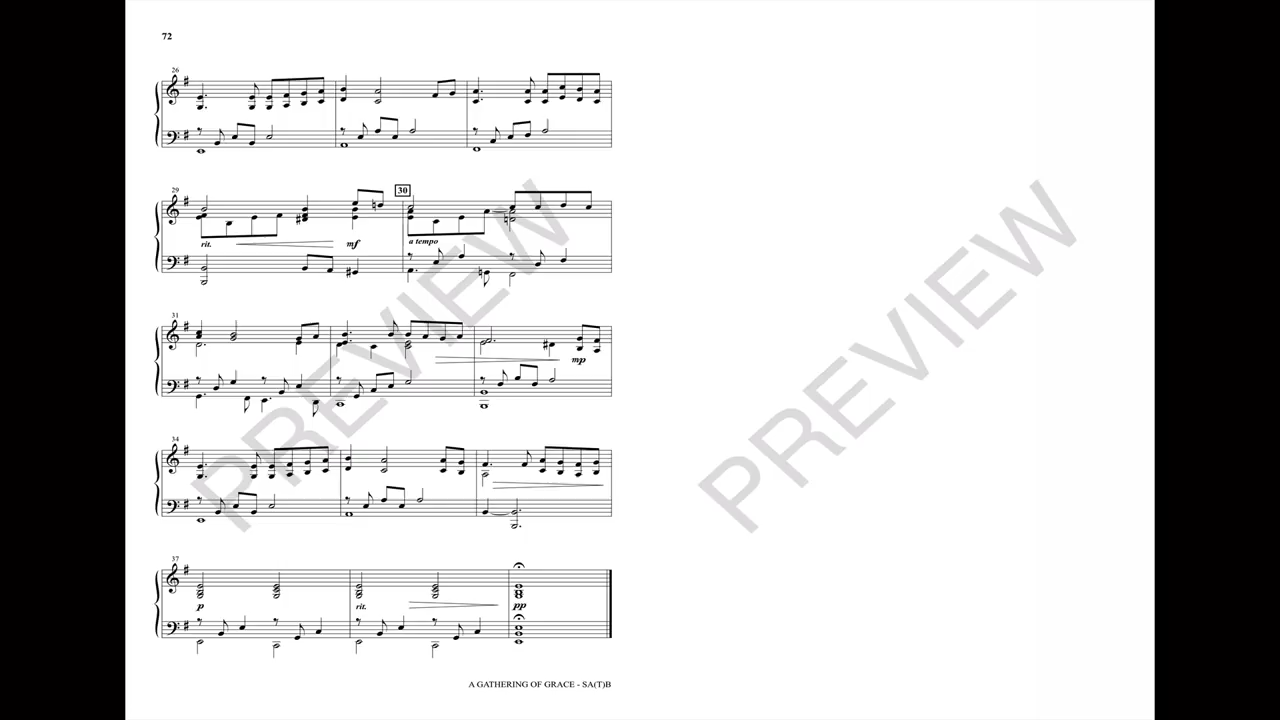 72
26
29
30
rit.
mf
a tempo
PREVIEW
PREVIEW
31
mp
34
37
p
rit.
pp
A GATHERING OF GRACE - SA(T)B